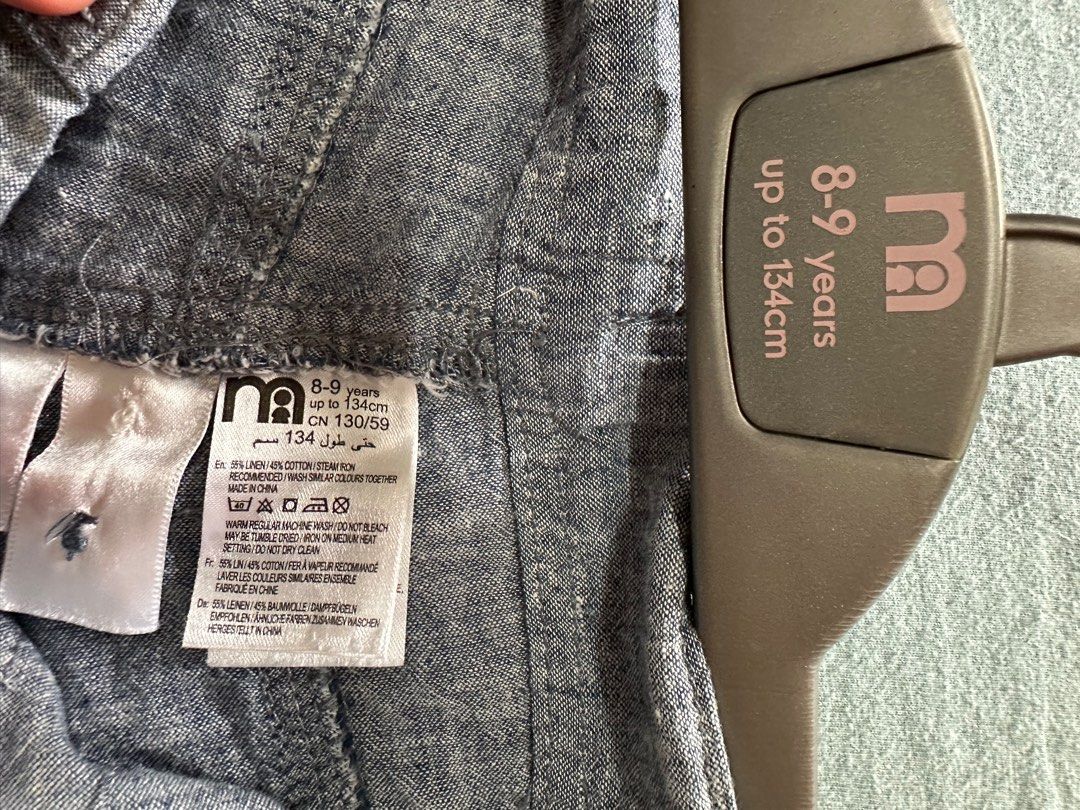 8-9 years
up to 134cm
CN 130/59
حتى طول 134 سم
En: 55% LINEN / 45% COTTON / STEAM IRON
RECOMMENDED / WASH SIMILAR COLOURS TOGETHER
MADE IN CHINA
40
WARM REGULAR MACHINE WASH / DO NOT BLEACH
MAY BE TUMBLE DRIED / IRON ON MEDIUM HEAT
SETTING / DO NOT DRY CLEAN
Fr: 55% LIN / 45% COTON / FER À VAPEUR RECOMMANDÉ
LAVER LES COULEURS SIMILAIRES ENSEMBLE
FABRIQUÉ EN CHINE
De: 55% LEINEN / 45% BAUMWOLLE / DAMPFBÜGELN
EMPFOHLEN / ÄHNLICHE FARBEN ZUSAMMEN WASCHEN
HERGESTELLT IN CHINA
m
8-9 years
up to 134cm